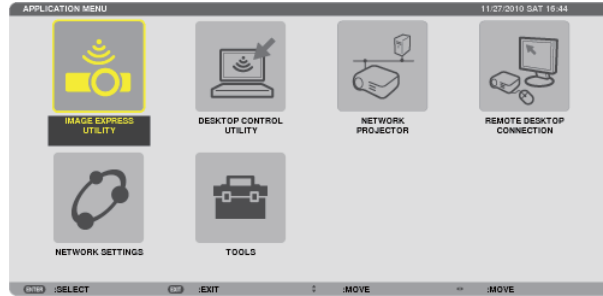 APPLICATION MENU 11/27/2010 SAT 16:44
IMAGE EXPRESS
UTILITY
DESKTOP CONTROL
UTILITY
NETWORK
PROJECTOR
REMOTE DESKTOP
CONNECTION
NETWORK SETTINGS
TOOLS
ENTER :SELECT EXIT :EXIT :MOVE :MOVE